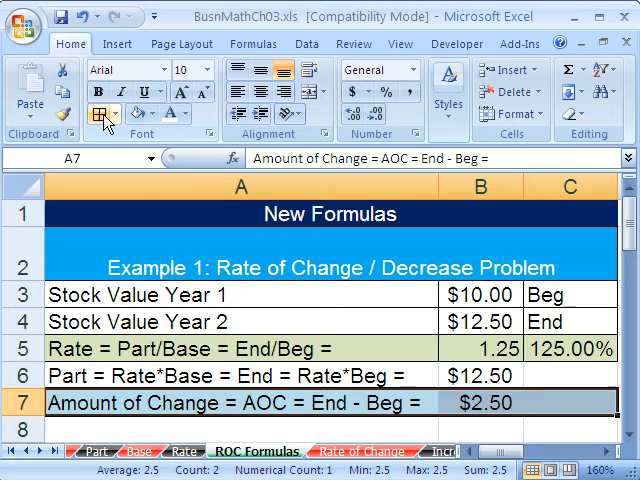 BusnMathCh03.xls [Compatibility Mode] - Microsoft Excel
Home Insert Page Layout Formulas Data Review View Developer Add-Ins
Arial 10 General Insert
Paste B I U A A $ % , Styles Delete
A Format
Clipboard Font Alignment Number Cells Editing
A7 fx Amount of Change = AOC = End - Beg =
A B C
1 New Formulas
2 Example 1: Rate of Change / Decrease Problem
3 Stock Value Year 1 $10.00 Beg
4 Stock Value Year 2 $12.50 End
5 Rate = Part/Base = End/Beg = 1.25 125.00%
6 Part = Rate*Base = End = Rate*Beg = $12.50
7 Amount of Change = AOC = End - Beg = $2.50
8
Part Base Rate ROC Formulas Rate of Change Incr
Average: 2.5 Count: 2 Numerical Count: 1 Min: 2.5 Max: 2.5 Sum: 2.5 160%